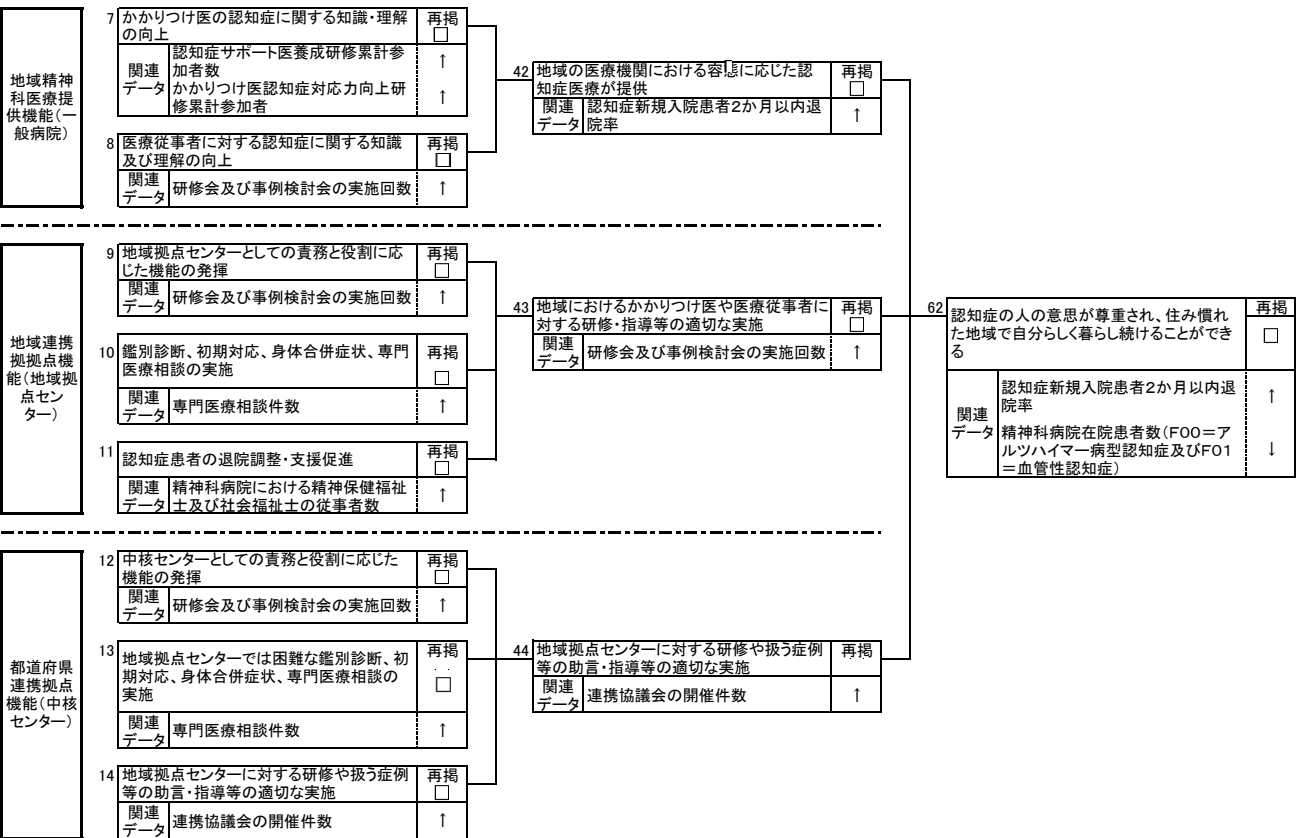 地域精神
科医療提
供機能(一
般病院)
7
かかりつけ医の認知症に関する知識・理解
の向上
再掲
□
関連
データ
認知症サポート医養成研修累計参
加者数
↑
かかりつけ医認知症対応力向上研
修累計参加者
↑
8
医療従事者に対する認知症に関する知識
及び理解の向上
再掲
□
関連
データ
研修会及び事例検討会の実施回数
↑
42
地域の医療機関における容態に応じた認
知症医療が提供
再掲
□
関連
データ
認知症新規入院患者2か月以内退
院率
↑
地域連携
拠拠点機
能(地域拠
点セン
ター)
9
地域拠点センターとしての責務と役割に応
じた機能の発揮
再掲
□
関連
データ
研修会及び事例検討会の実施回数
↑
10
鑑別診断、初期対応、身体合併症状、専門
医療相談の実施
再掲
□
関連
データ
専門医療相談件数
↑
11
認知症患者の退院調整・支援促進
再掲
□
関連
データ
精神科病院における精神保健福祉
士及び社会福祉士の従事者数
↑
43
地域におけるかかりつけ医や医療従事者に
対する研修・指導等の適切な実施
再掲
□
関連
データ
研修会及び事例検討会の実施回数
↑
62
認知症の人の意思が尊重され、住み慣れ
た地域で自分らしく暮らし続けることができ
る
再掲
□
関連
データ
認知症新規入院患者2か月以内退
院率
↑
精神科病院在院患者数(F00=ア
ルツハイマー病型認知症及びF01
=血管性認知症)
↓
都道府県
連携拠点
機能(中核
センター)
12
中核センターとしての責務と役割に応じた
機能の発揮
再掲
□
関連
データ
研修会及び事例検討会の実施回数
↑
13
地域拠点センターでは困難な鑑別診断、初
期対応、身体合併症状、専門医療相談の
実施
再掲
□
関連
データ
専門医療相談件数
↑
14
地域拠点センターに対する研修や扱う症例
等の助言・指導等の適切な実施
再掲
□
関連
データ
連携協議会の開催件数
↑
44
地域拠点センターに対する研修や扱う症例
等の助言・指導等の適切な実施
再掲
関連
データ
連携協議会の開催件数
↑